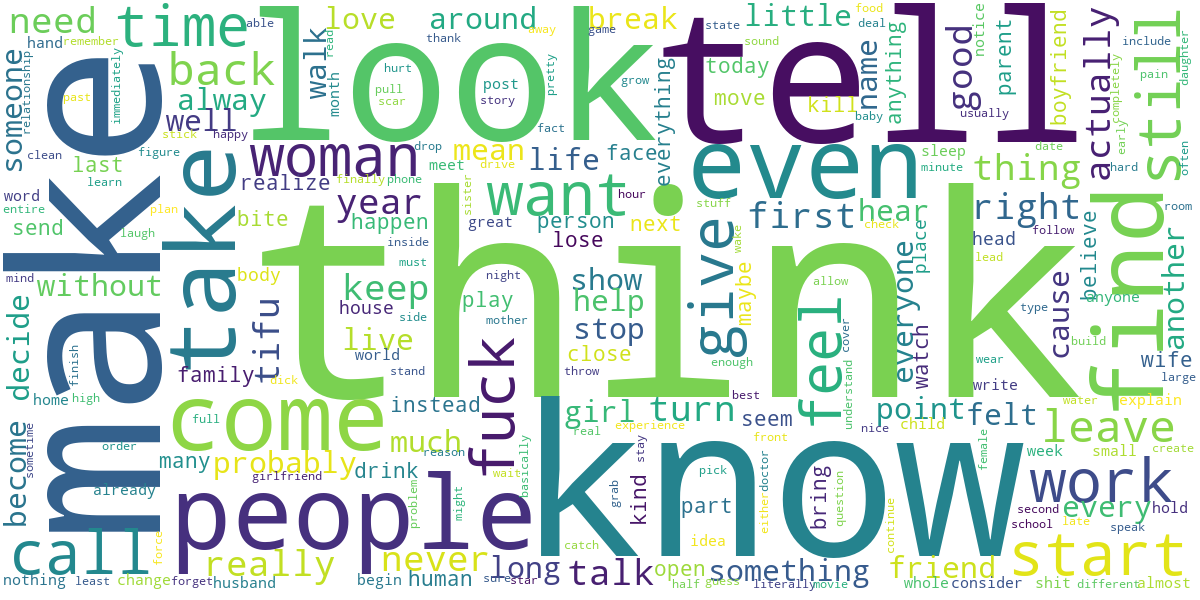 think
know
look
tell
make
people
take
come
even
find
still
want
give
feel
start
work
call
time
woman
fuck
leave
talk
never
really
back
need
love
around
break
little
good
actually
right
thing
first
hear
year
keep
live
tifu
show
help
stop
girl
turn
point
felt
every
friend
something
long
much
probably
many
become
decide
without
another
everyone
cause
name
mean
life
well
alway
someone
walk
realize
bite
body
last
send
happen
person
lose
next
face
meet
great
play
house
family
instead
drink
close
seem
kind
part
bring
idea
open
human
begin
husband
change
nothing
already
home
world
throw
today
move
kill
everything
anything
boyfriend
parent
notice
believe
place
watch
maybe
head
write
wife
anyone
child
week
small
hold
whole
consider
shit
different
almost
speak
school
second
late
create
explain
water
large
build
type
lead
follow
room
often
daughter
completely
early
pain
include
hard
date
usually
baby
sleep
minute
check
allow
cover
understand
enough
wake
stuff
hour
sister
wear
nice
female
continue
question
doctor
either
pick
front
experience
real
best
stay
grab
catch
basically
reason
wait
might
problem
girlfriend
full
dick
stand
side
mother
night
must
inside
phone
finally
drive
drop
fact
story
post
pretty
grow
hurt
pull
scar
read
month
thank
game
away
state
sound
food
deal
able
remember
hand
relationship
immediately
past
stick
happy
figure
clean
learn
word
entire
plan
laugh
mind
finish
high
sometime
order
force
least
forget
sure
star
half
guess
literally
movie